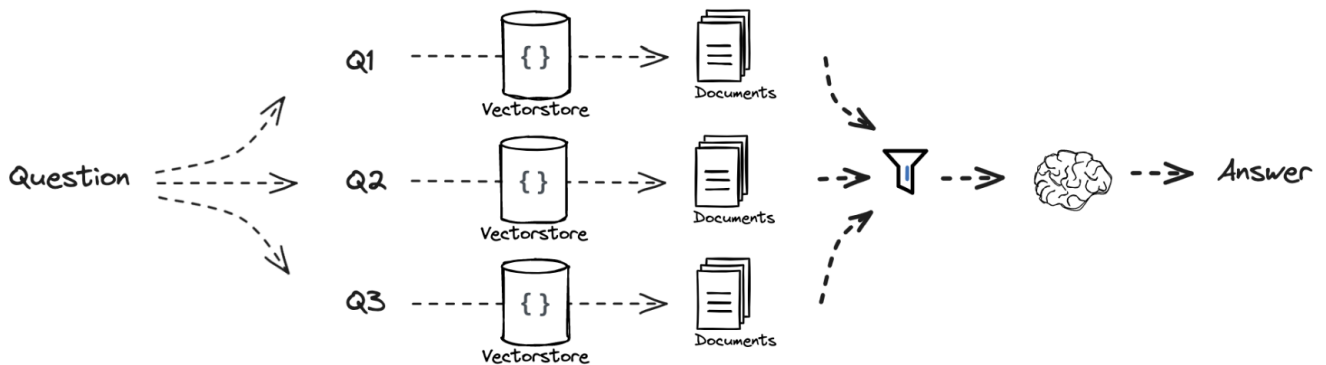 Question
Q1
{ }
Vectorstore
Documents
Q2
{ }
Vectorstore
Documents
Q3
{ }
Vectorstore
Documents
Answer